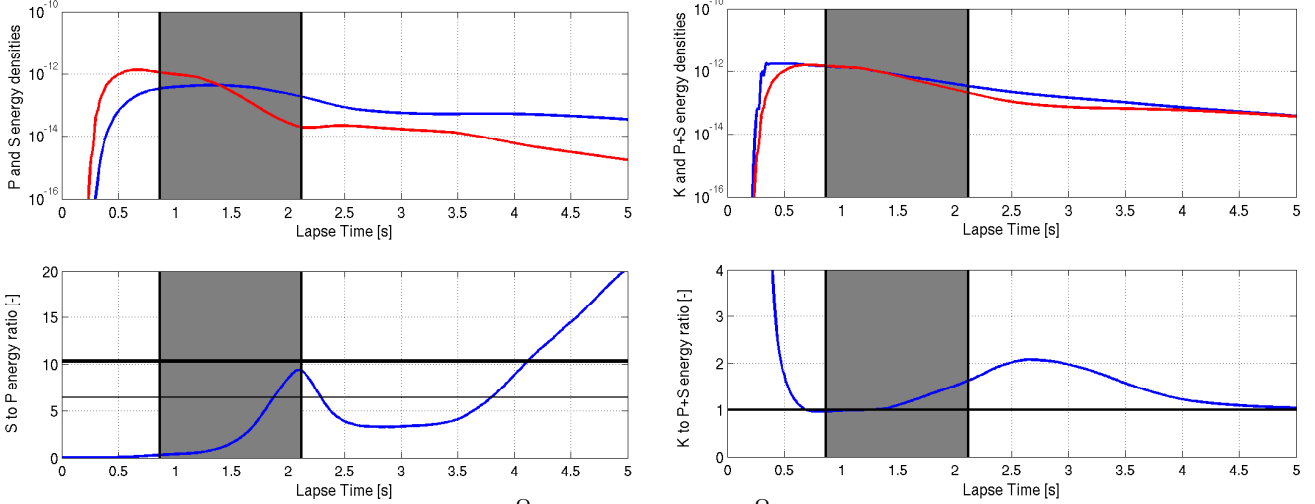 10^-10
10^-12
10^-14
10^-16
P and S energy densities
0 0.5 1 1.5 2 2.5 3 3.5 4 4.5 5
Lapse Time [s]
10^-10
10^-12
10^-14
10^-16
K and P+S energy densities
0 0.5 1 1.5 2 2.5 3 3.5 4 4.5 5
Lapse Time [s]
20
15
10
5
0
S to P energy ratio [-]
0 0.5 1 1.5 2 2.5 3 3.5 4 4.5 5
Lapse Time [s]
4
3
2
1
0
K to P+S energy ratio [-]
0 0.5 1 1.5 2 2.5 3 3.5 4 4.5 5
Lapse Time [s]